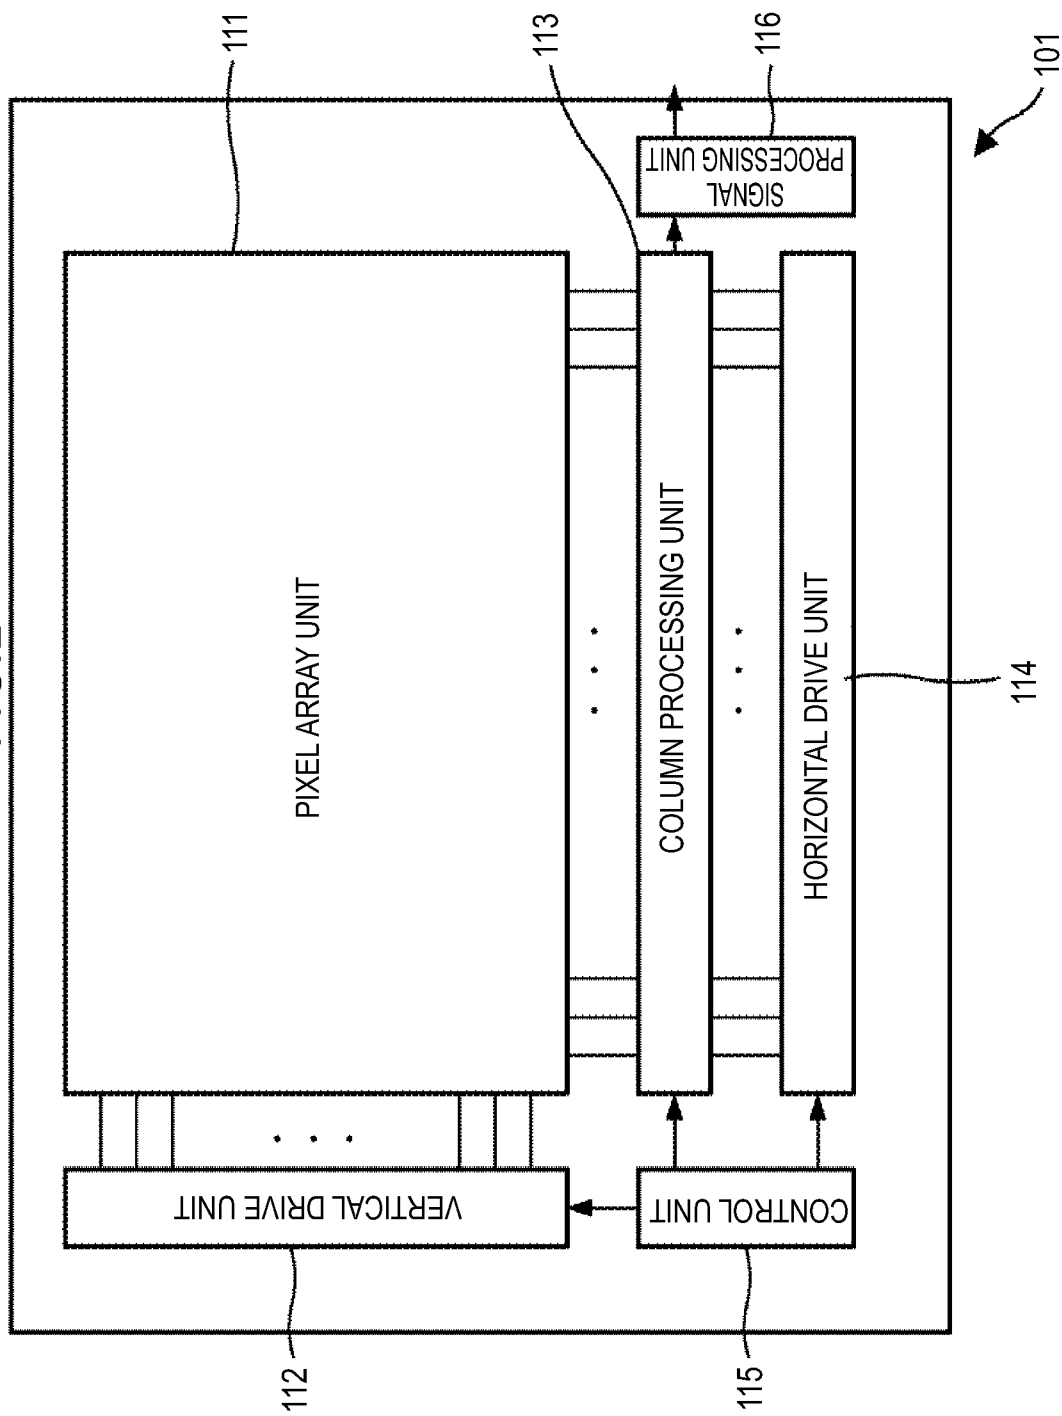 101
111
PIXEL ARRAY UNIT
112
VERTICAL DRIVE UNIT
113
COLUMN PROCESSING UNIT
116
SIGNAL
PROCESSING UNIT
115
CONTROL UNIT
HORIZONTAL DRIVE UNIT
114